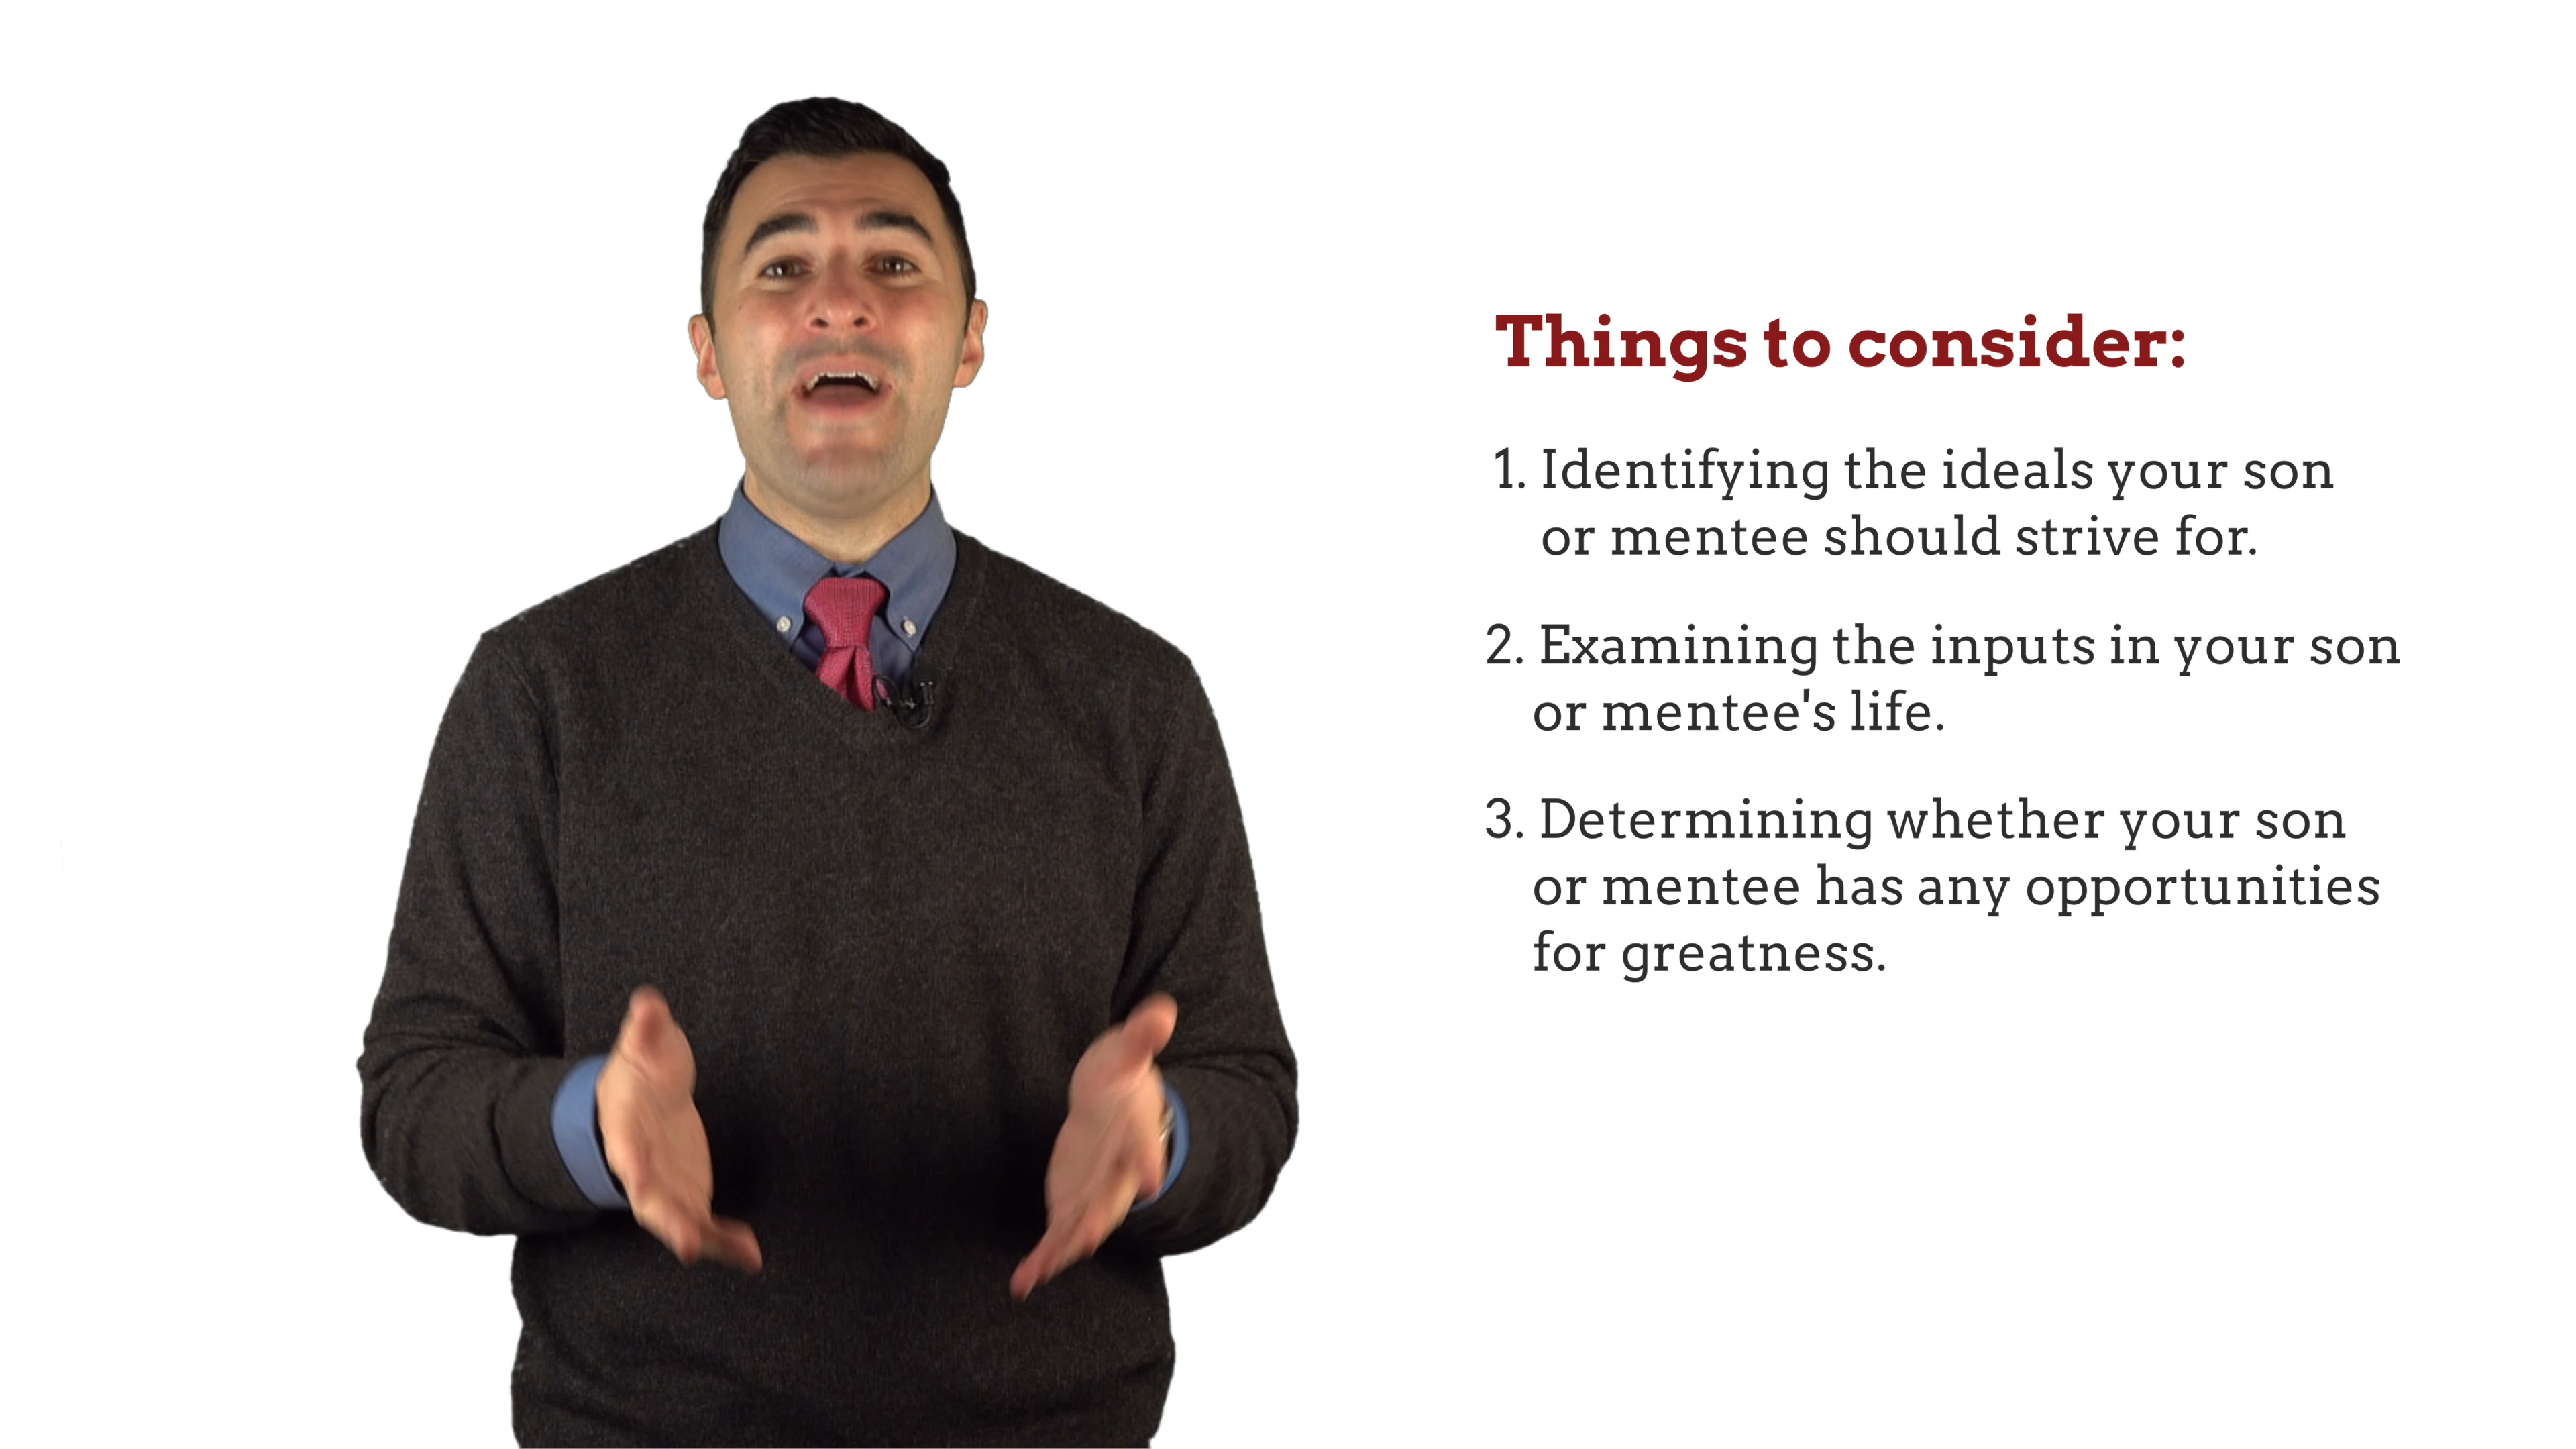 Things to consider:
1. Identifying the ideals your son
or mentee should strive for.
2. Examining the inputs in your son
or mentee's life.
3. Determining whether your son
or mentee has any opportunities
for greatness.